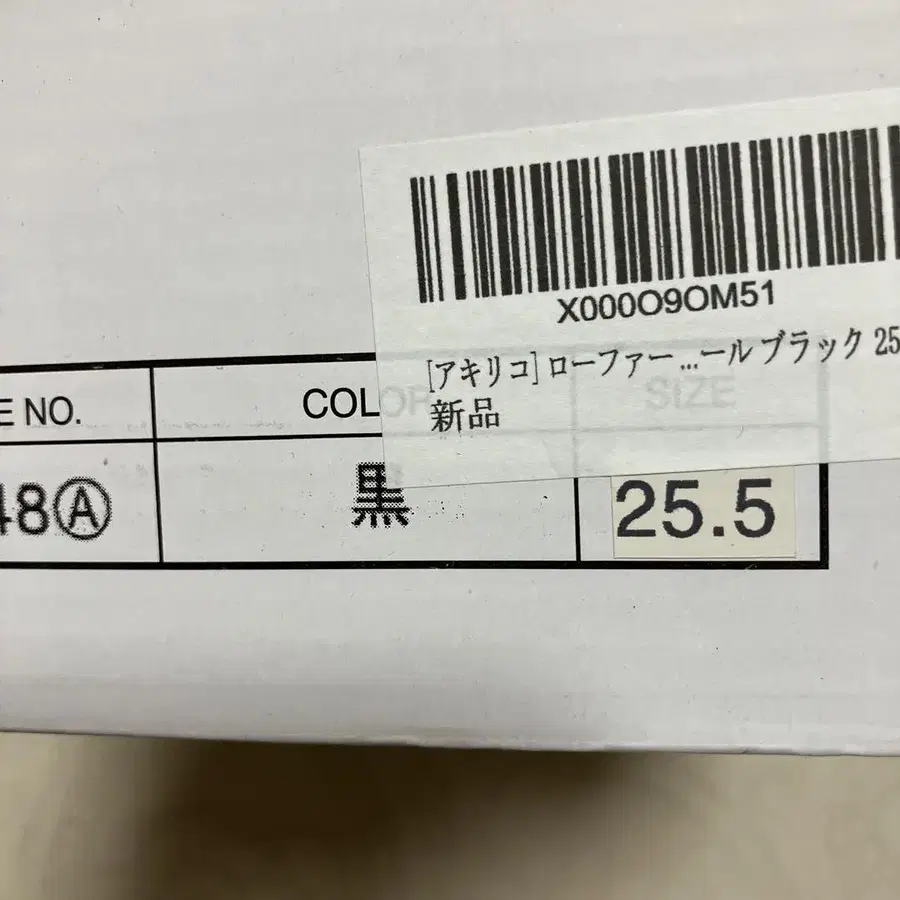 X000O9OM51
[アキリコ] ローファー ...ール ブラック 25
新品
E NO.
COLOR
SIZE
48Ⓐ
黒
25.5